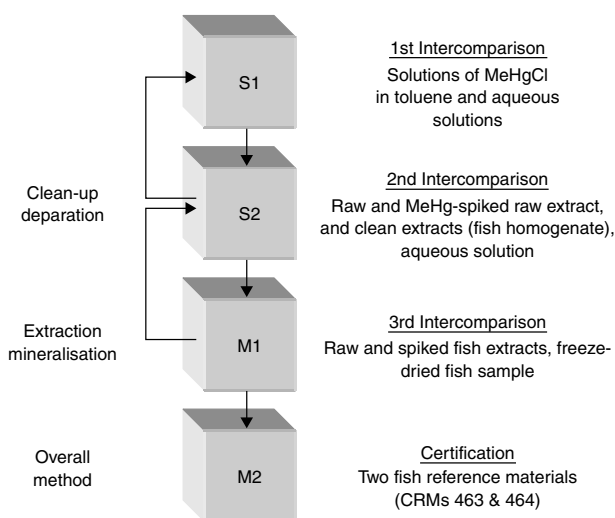 S1
1st Intercomparison
Solutions of MeHgCl
in toluene and aqueous
solutions
Clean-up
deparation
S2
2nd Intercomparison
Raw and MeHg-spiked raw extract,
and clean extracts (fish homogenate),
aqueous solution
Extraction
mineralisation
M1
3rd Intercomparison
Raw and spiked fish extracts, freeze-
dried fish sample
Overall
method
M2
Certification
Two fish reference materials
(CRMs 463 & 464)